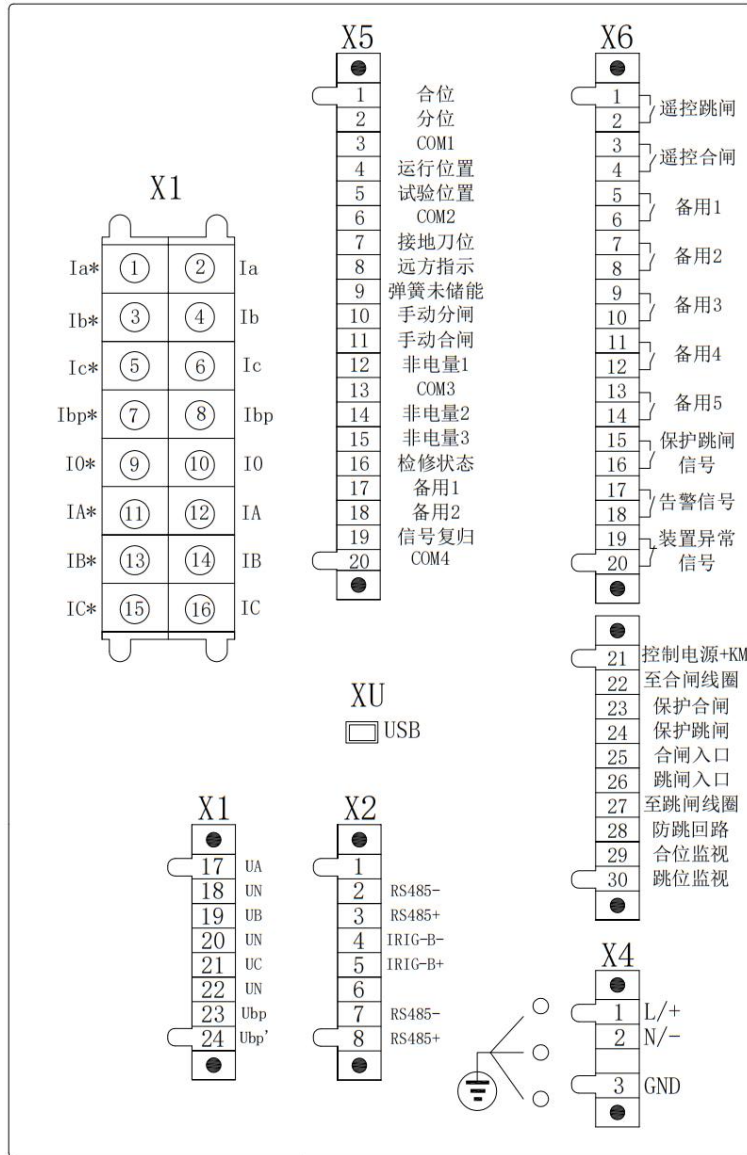 X1
Ia* 1 2 Ia
Ib* 3 4 Ib
Ic* 5 6 Ic
Ibp* 7 8 Ibp
I0* 9 10 I0
IA* 11 12 IA
IB* 13 14 IB
IC* 15 16 IC
X5
1 合位
2 分位
3 COM1
4 运行位置
5 试验位置
6 COM2
7 接地刀位
8 远方指示
9 弹簧未储能
10 手动分闸
11 手动合闸
12 非电量1
13 COM3
14 非电量2
15 非电量3
16 检修状态
17 备用1
18 备用2
19 信号复归
20 COM4
X6
1
2
遥控跳闸
3
4
遥控合闸
5
6
备用1
7
8
备用2
9
10
备用3
11
12
备用4
13
14
备用5
15 保护跳闸
16 信号
17
18
告警信号
19 装置异常
20 信号
21 控制电源+KM
22 至合闸线圈
23 保护合闸
24 保护跳闸
25 合闸入口
26 跳闸入口
27 至跳闸线圈
28 防跳回路
29 合位监视
30 跳位监视
XU
USB
X1
17 UA
18 UN
19 UB
20 UN
21 UC
22 UN
23 Ubp
24 Ubp'
X2
1
2 RS485-
3 RS485+
4 IRIG-B-
5 IRIG-B+
6
7 RS485-
8 RS485+
X4
1 L/+
2 N/-
3 GND